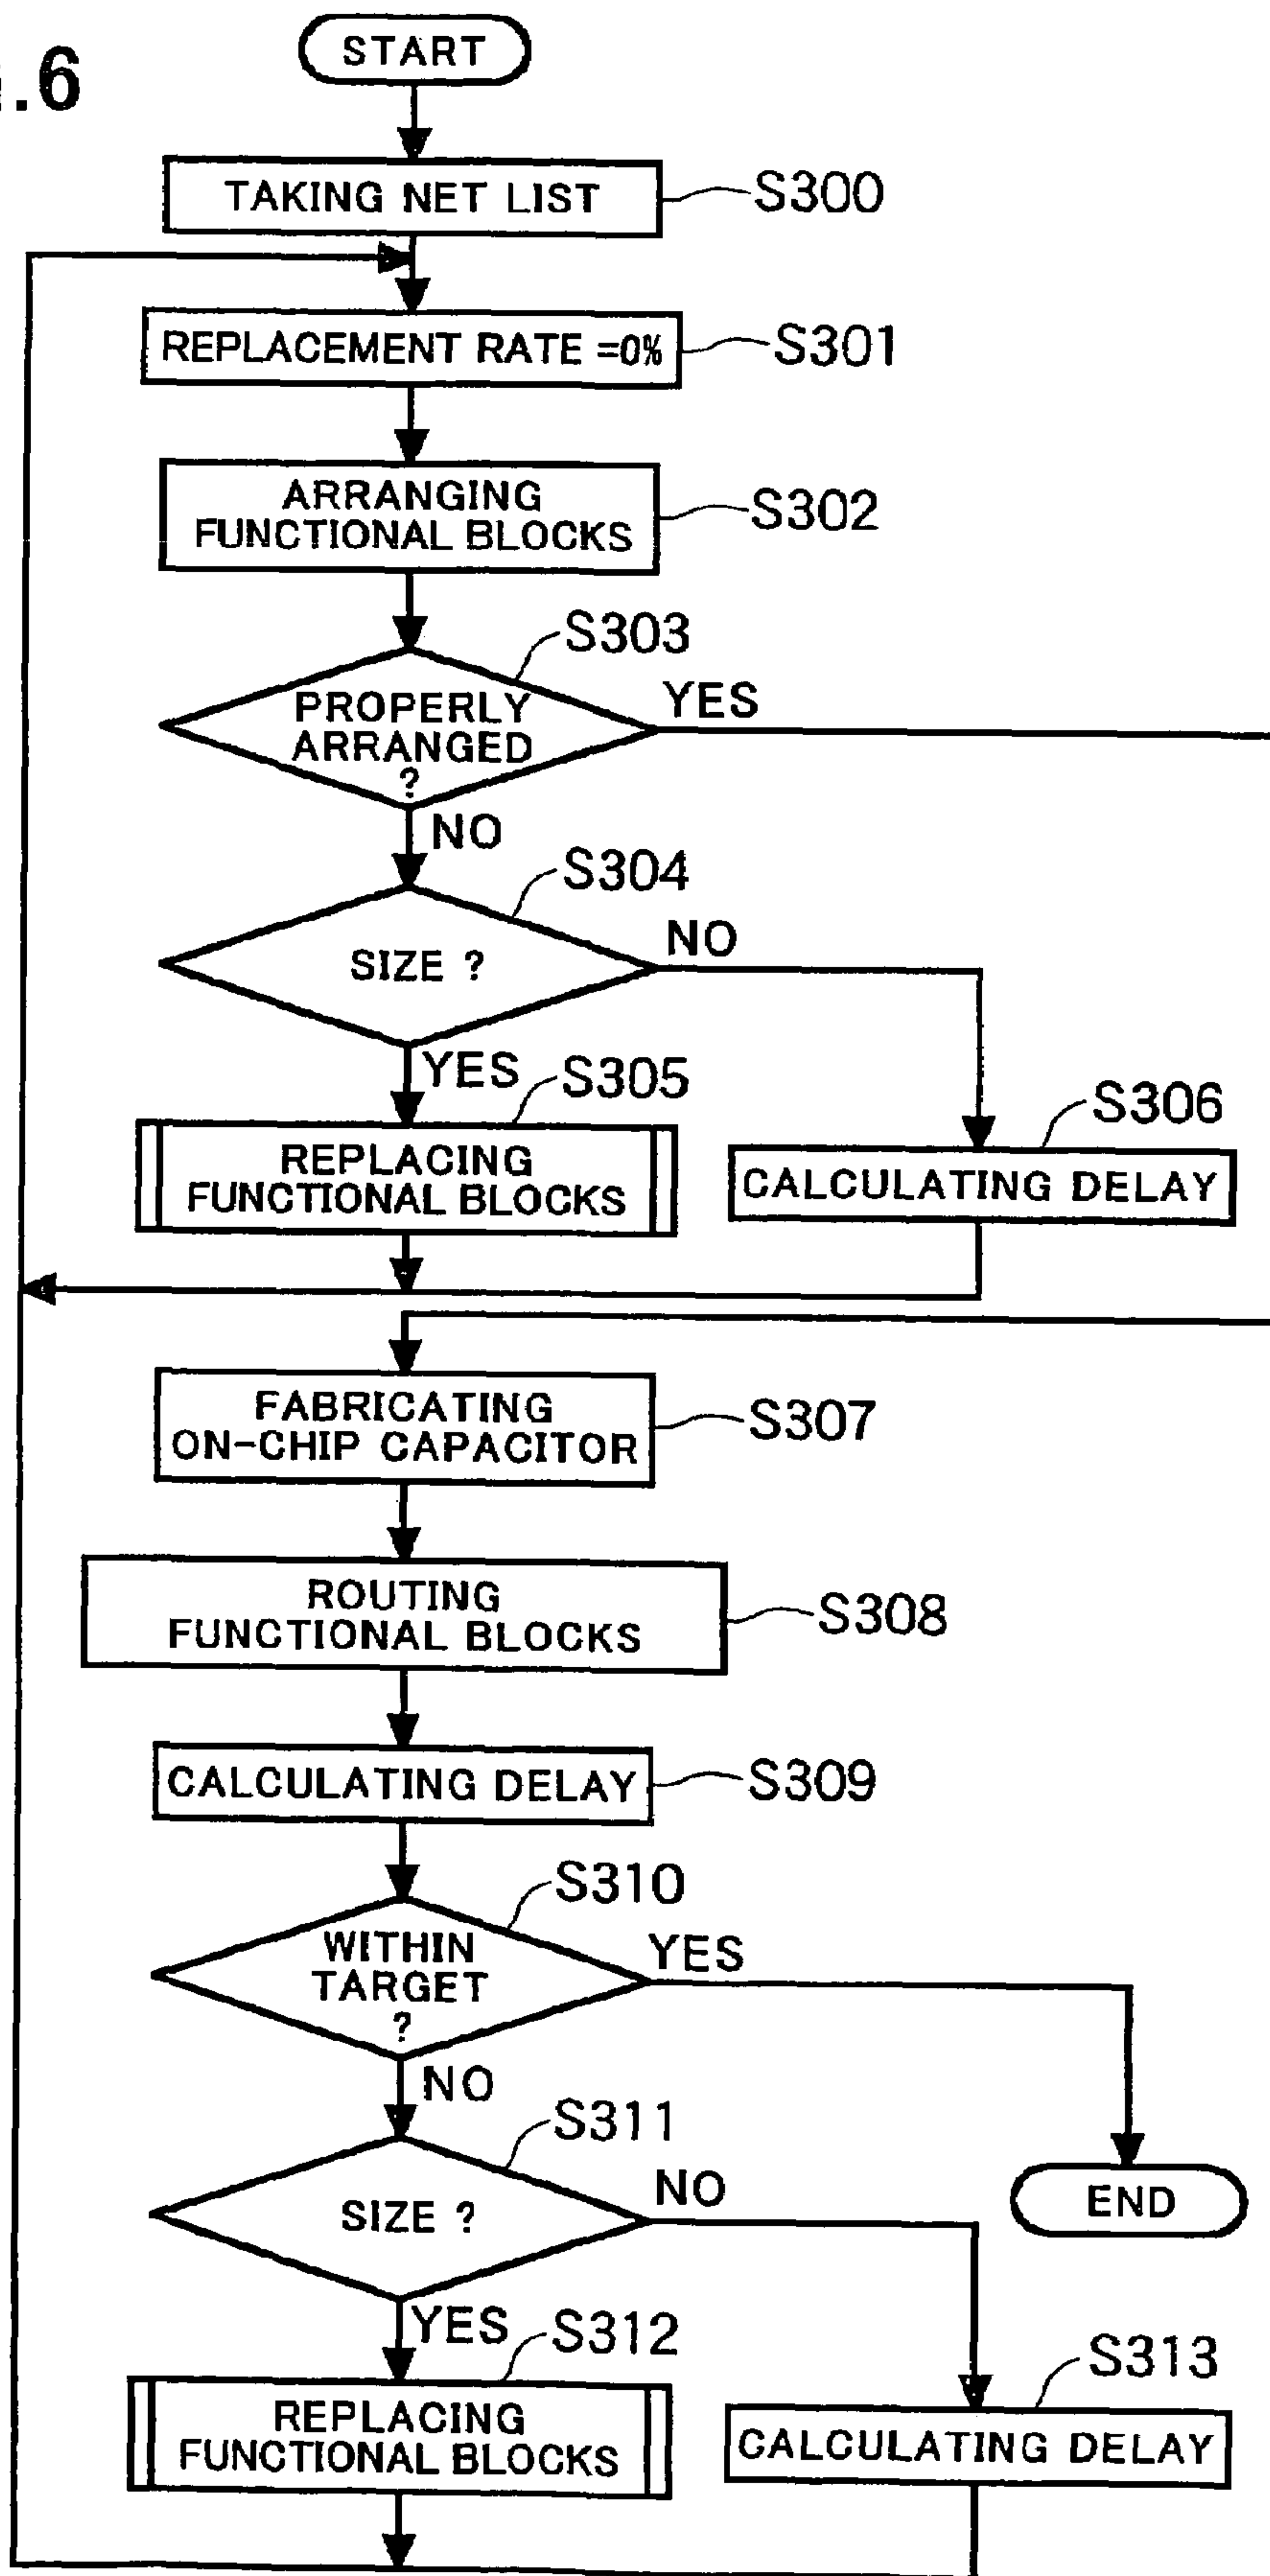 .6
START
TAKING NET LIST
S300
REPLACEMENT RATE =0%
S301
ARRANGING
FUNCTIONAL BLOCKS
S302
S303
PROPERLY
ARRANGED
?
YES
NO
S304
SIZE ?
NO
YES
S305
REPLACING
FUNCTIONAL BLOCKS
S306
CALCULATING DELAY
FABRICATING
ON-CHIP CAPACITOR
S307
ROUTING
FUNCTIONAL BLOCKS
S308
CALCULATING DELAY
S309
S310
WITHIN
TARGET
?
YES
NO
S311
SIZE ?
NO
END
YES
S312
REPLACING
FUNCTIONAL BLOCKS
S313
CALCULATING DELAY